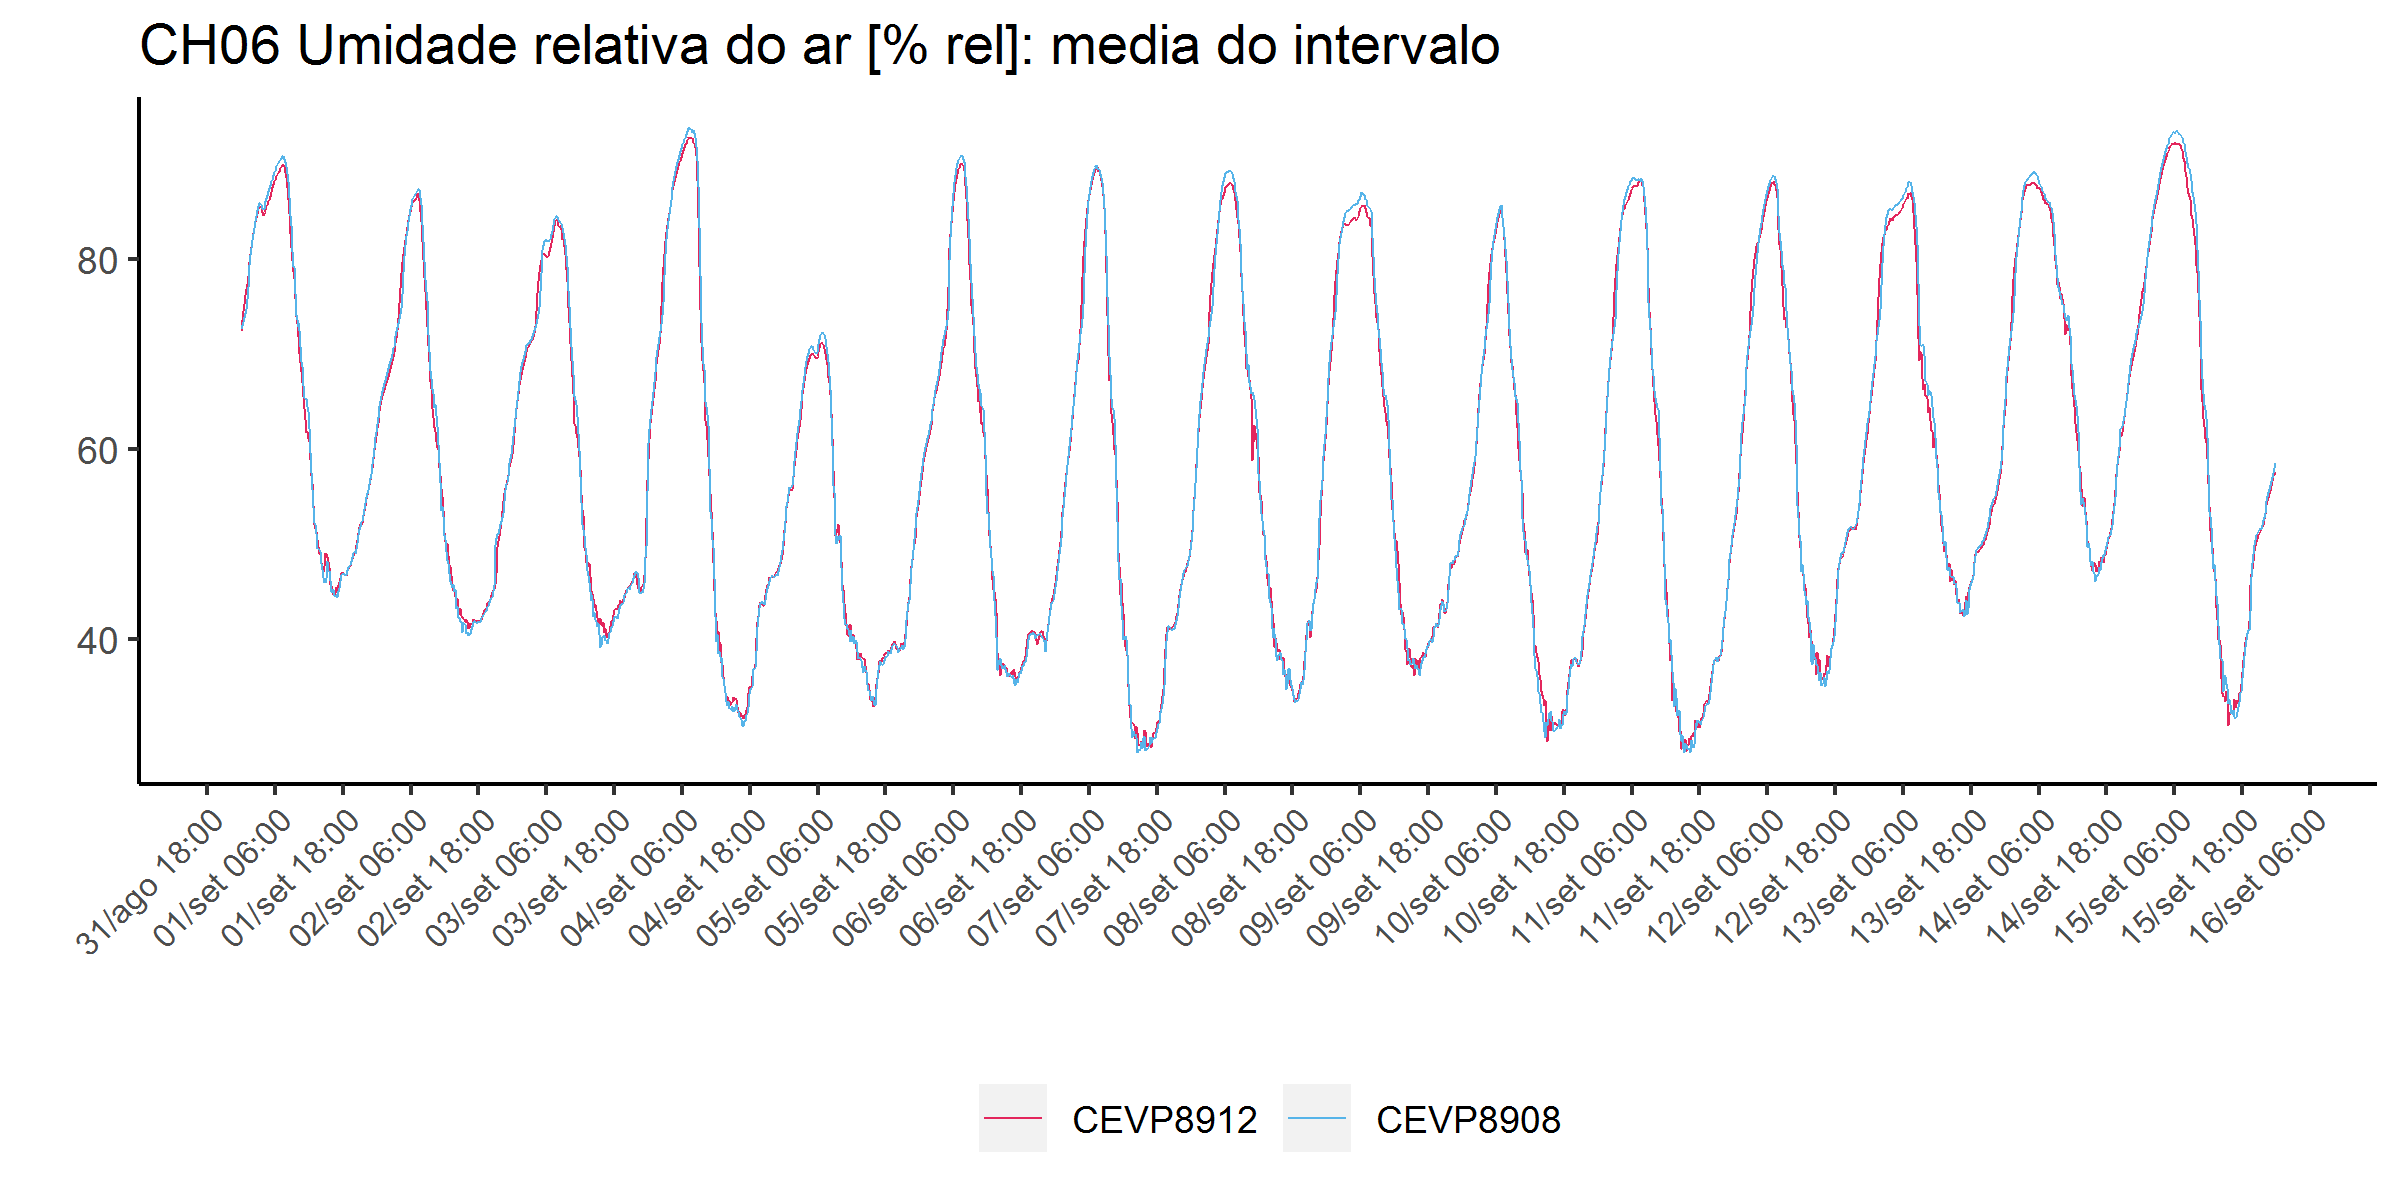 CH06 Umidade relativa do ar [% rel]: media do intervalo
80
60
40
31/ago 18:00
01/set 06:00
01/set 18:00
02/set 06:00
02/set 18:00
03/set 06:00
03/set 18:00
04/set 06:00
04/set 18:00
05/set 06:00
05/set 18:00
06/set 06:00
06/set 18:00
07/set 06:00
07/set 18:00
08/set 06:00
08/set 18:00
09/set 06:00
09/set 18:00
10/set 06:00
10/set 18:00
11/set 06:00
11/set 18:00
12/set 06:00
12/set 18:00
13/set 06:00
13/set 18:00
14/set 06:00
14/set 18:00
15/set 06:00
15/set 18:00
16/set 06:00
CEVP8912 CEVP8908